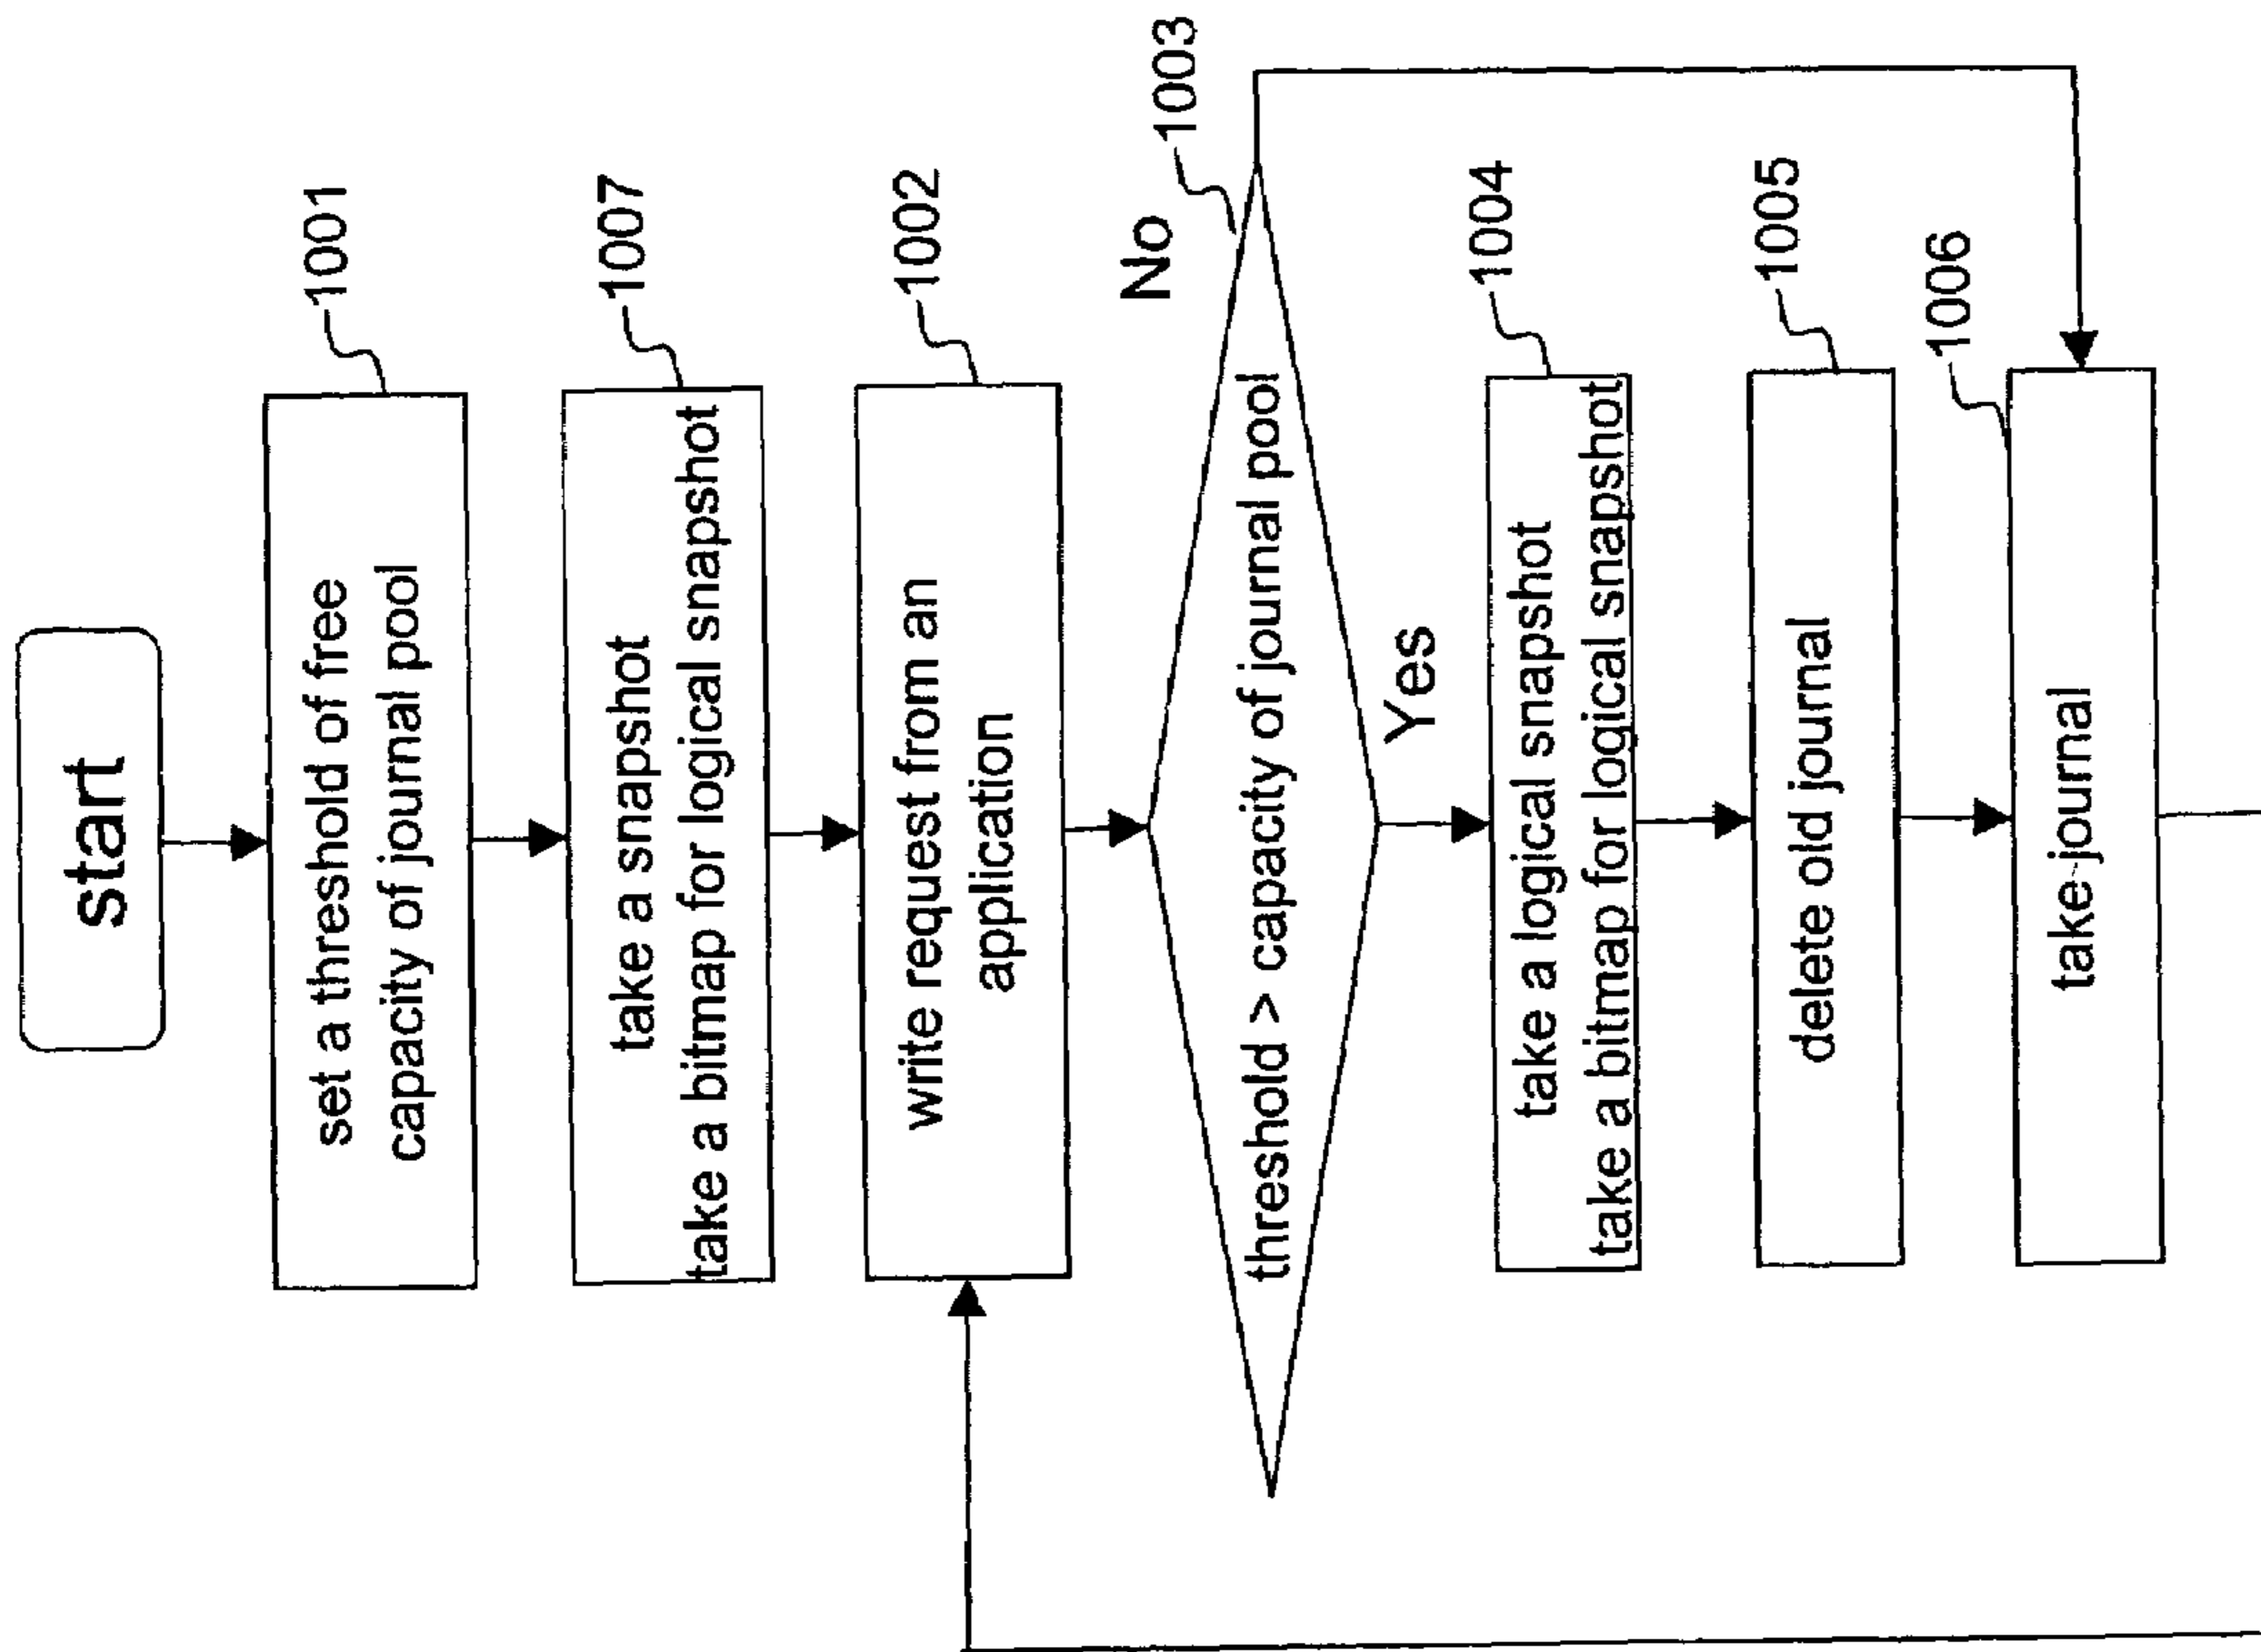 start
set a threshold of free
capacity of journal pool
1001
take a snapshot
take a bitmap for logical snapshot
1007
write request from an
application
1002
threshold > capacity of journal pool
No
1003
Yes
take a logical snapshot
take a bitmap for logical snapshot
1004
delete old journal
1005
take journal
1006